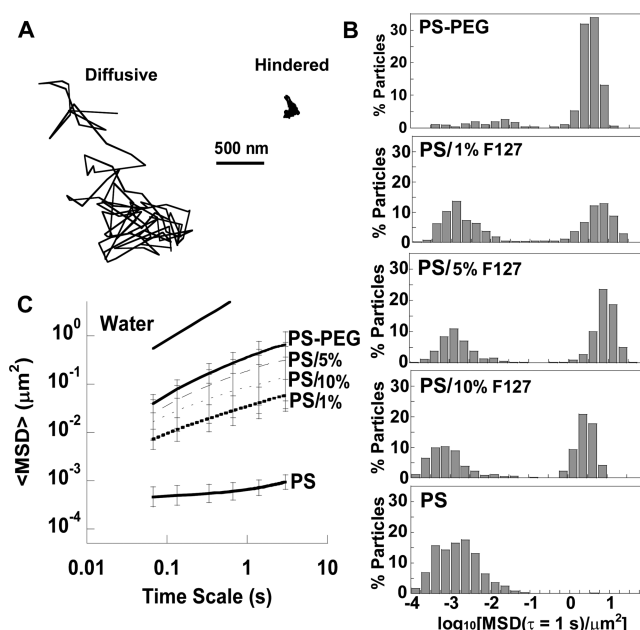 A
Diffusive
Hindered
500 nm
B
PS-PEG
% Particles
30
20
10
0
PS/1% F127
% Particles
30
20
10
0
PS/5% F127
% Particles
30
20
10
0
PS/10% F127
% Particles
30
20
10
0
PS
% Particles
30
20
10
0
-4 -3 -2 -1 0 1
log₁₀[MSD(τ = 1 s)/μm²]
C
Water
PS-PEG
PS/5%
PS/10%
PS/1%
PS
<MSD> (μm²)
10⁰
10⁻¹
10⁻²
10⁻³
10⁻⁴
0.01 0.1 1 10
Time Scale (s)